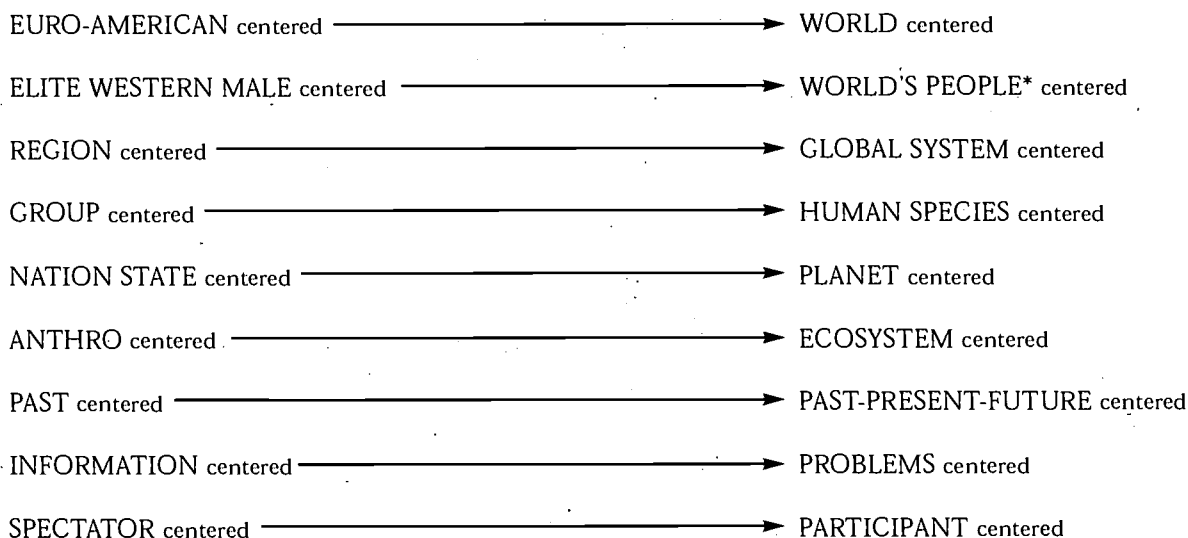 EURO-AMERICAN centered WORLD centered
ELITE WESTERN MALE centered WORLD'S PEOPLE* centered
REGION centered GLOBAL SYSTEM centered
GROUP centered HUMAN SPECIES centered
NATION STATE centered PLANET centered
ANTHRO centered ECOSYSTEM centered
PAST centered PAST-PRESENT-FUTURE centered
INFORMATION centered PROBLEMS centered
SPECTATOR centered PARTICIPANT centered